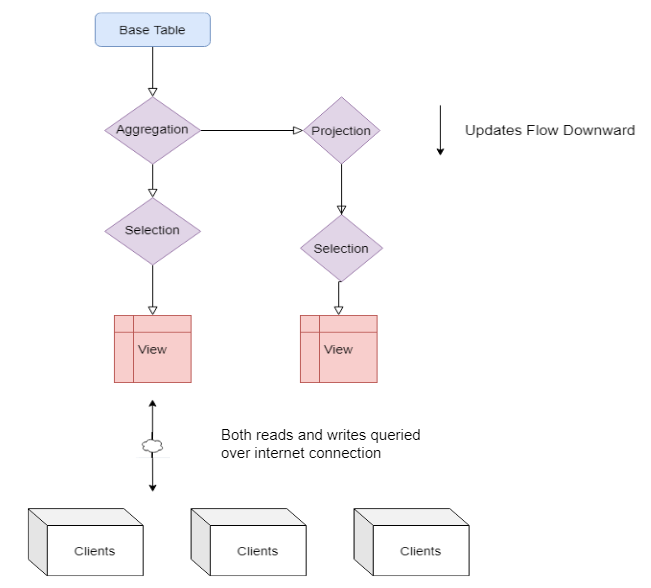 Base Table
Aggregation
Projection
Updates Flow Downward
Selection
Selection
View
View
Both reads and writes queried
over internet connection
Clients
Clients
Clients